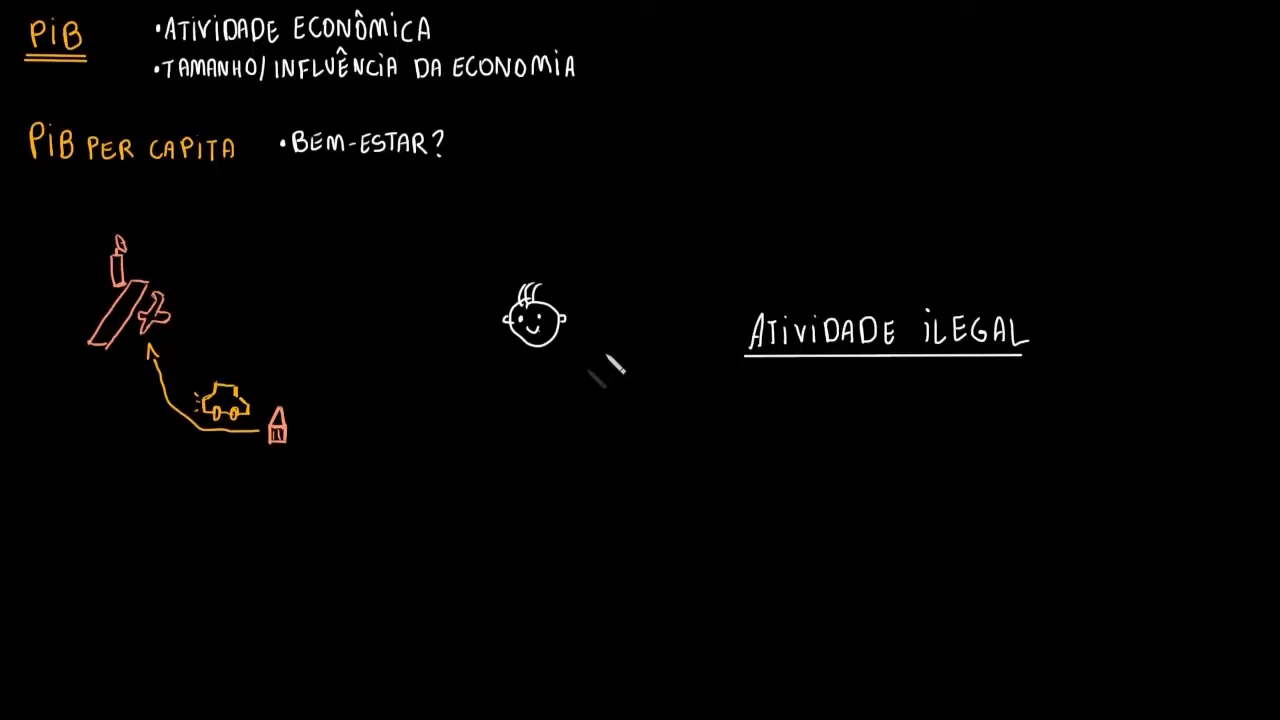 PIB
• ATIVIDADE ECONÔMICA
• TAMANHO/INFLUÊNCIA DA ECONOMIA
PIB PER CAPITA • BEM-ESTAR?
ATIVIDADE ILEGAL